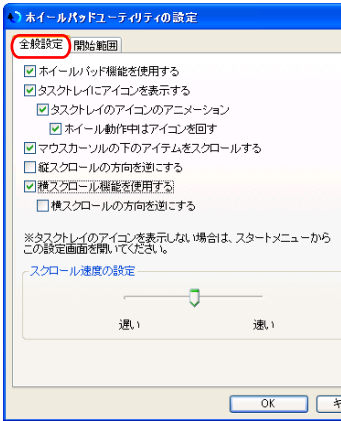 ホイールパッドユーティリティの設定
全般設定 開始範囲
ホイールパッド機能を使用する
タスクトレイにアイコンを表示する
タスクトレイのアイコンのアニメーション
ホイール動作中はアイコンを回す
マウスカーソルの下のアイテムをスクロールする
縦スクロールの方向を逆にする
横スクロール機能を使用する
横スクロールの方向を逆にする
※タスクトレイのアイコンを表示しない場合は、スタートメニューから
この設定画面を開いてください。
スクロール速度の設定
遅い 速い
OK キ